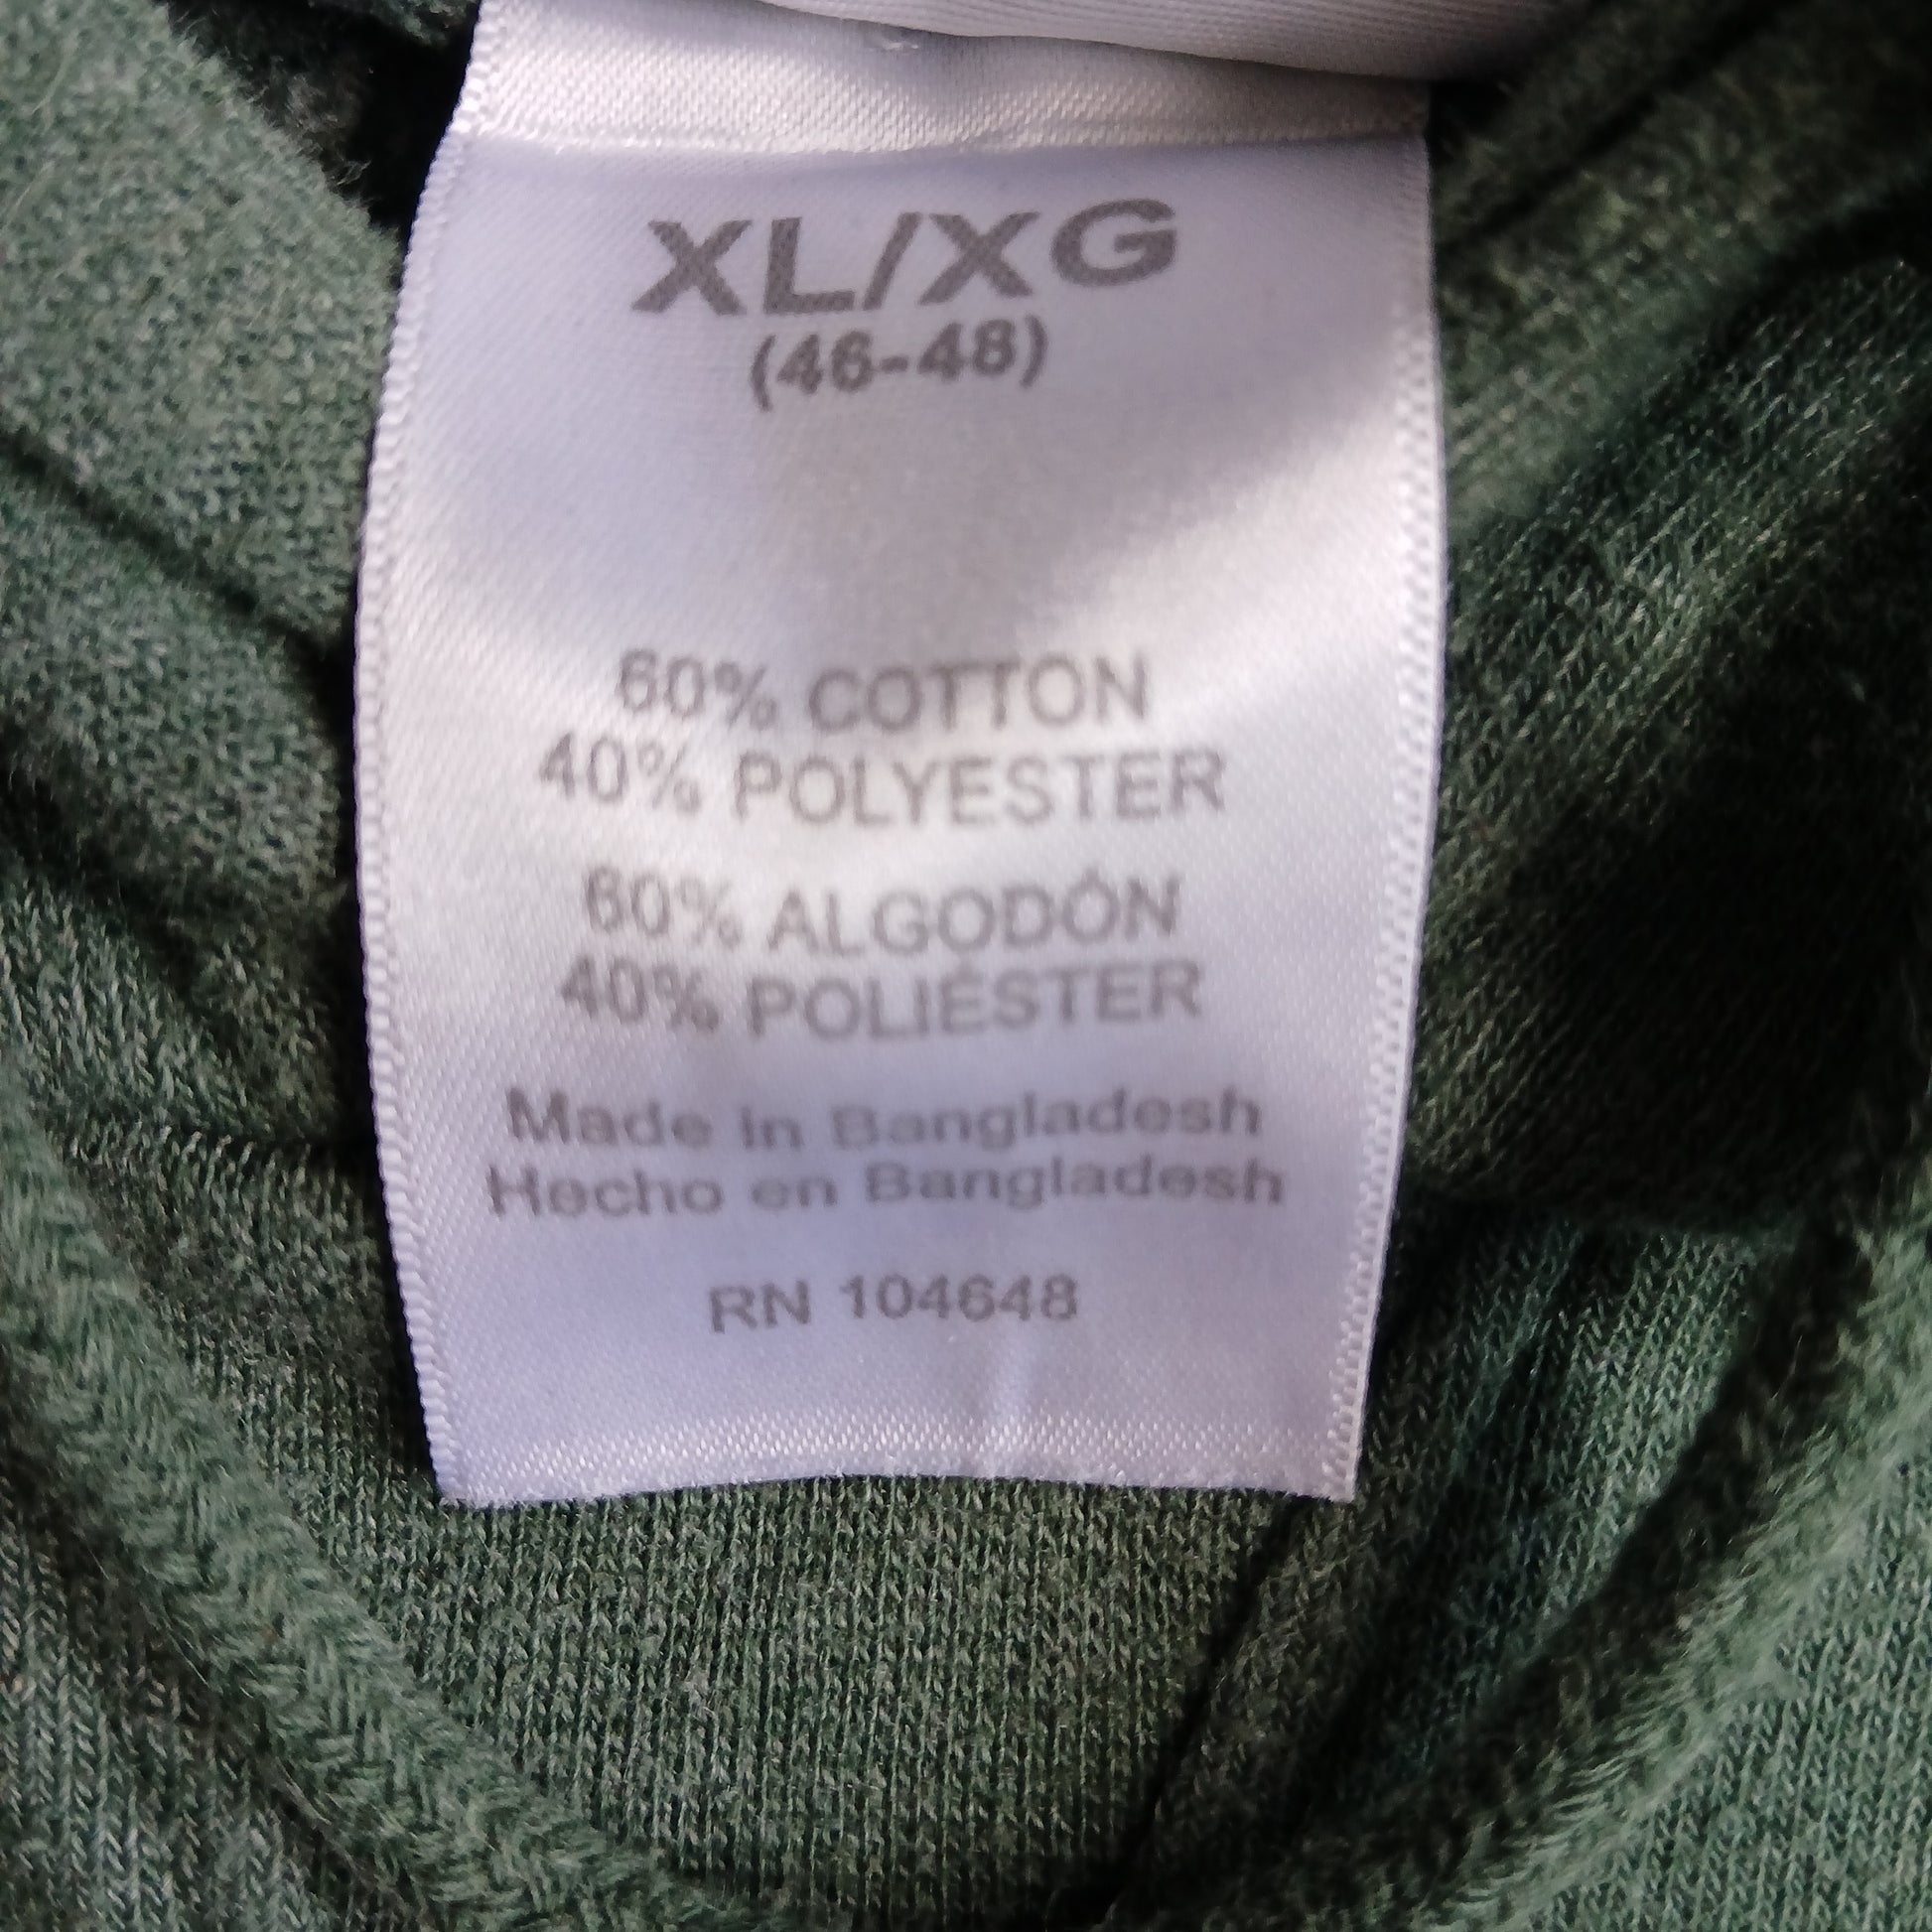 XL/XG
(46-48)
60% COTTON
40% POLYESTER
60% ALGODÓN
40% POLIÉSTER
Made in Bangladesh
Hecho en Bangladesh
RN 104648